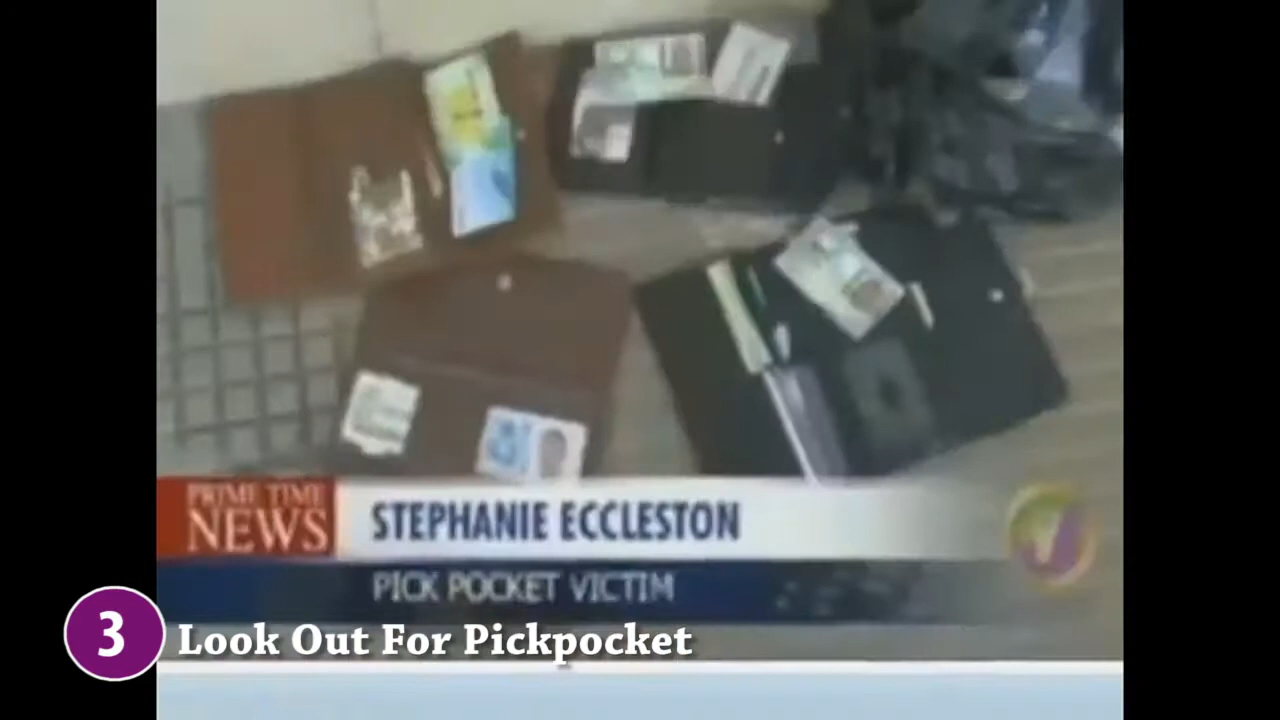 PRIME TIME
NEWS
STEPHANIE ECCLESTON
PICK POCKET VICTIM
3
Look Out For Pickpocket